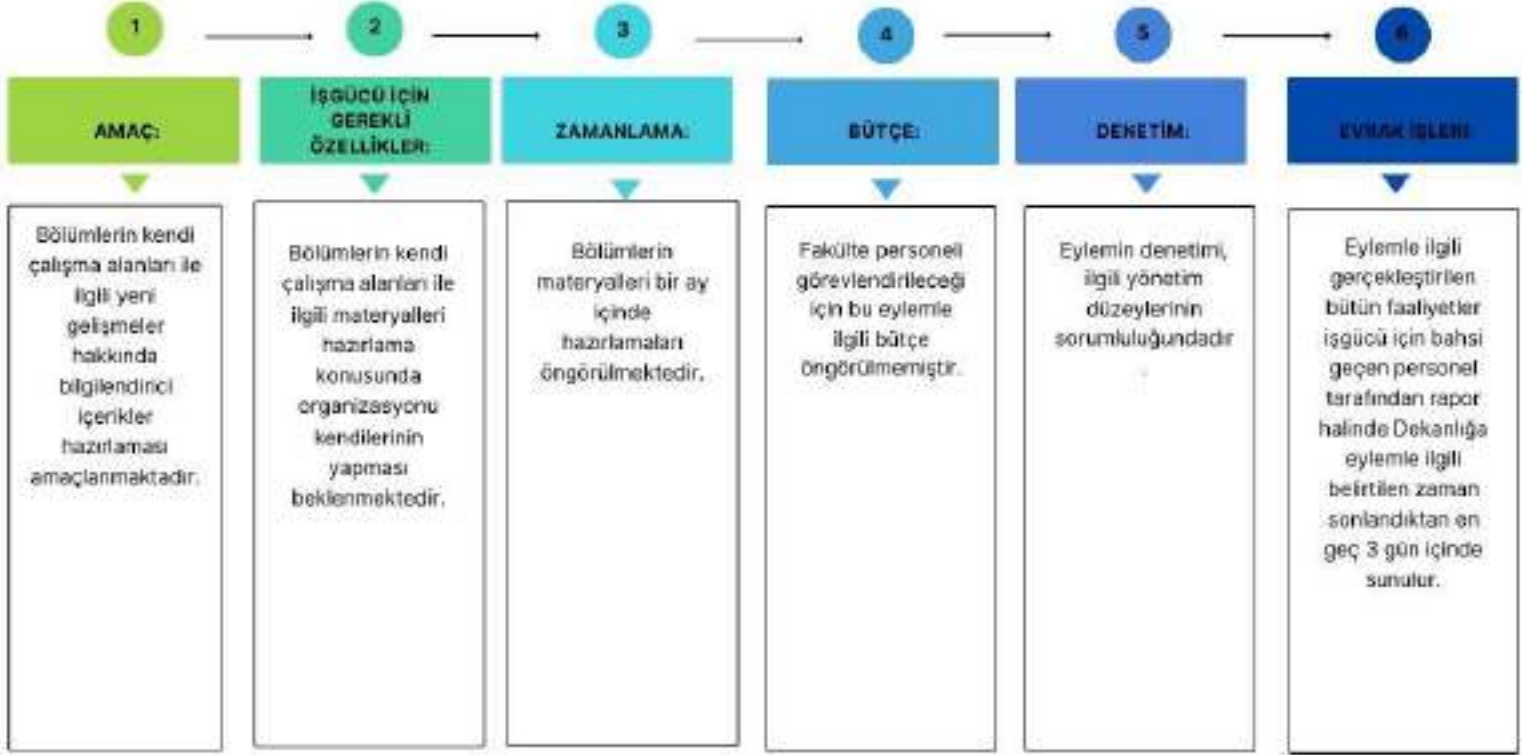 1
2
3
4
5
6
AMAÇ:
İŞGÜCÜ İÇİN
GEREKLİ
ÖZELLİKLER:
ZAMANLAMA:
BÜTÇE:
DENETİM:
EVRAK İŞLERİ:
Bölümlerin kendi
çalışma alanları ile
ilgili yeni
gelişmeler
hakkında
bilgilendirici
içerikler
hazırlaması
amaçlanmaktadır.
Bölümlerin kendi
çalışma alanları ile
ilgili materyalleri
hazırlama
konusunda
organizasyonu
kendilerinin
yapması
beklenmektedir.
Bölümlerin
materyalleri bir ay
içinde
hazırlamaları
öngörülmektedir.
Fakülte personeli
görevlendirileceği
için bu eylemle
ilgili bütçe
öngörülmemiştir.
Eylemin denetimi,
ilgili yönetim
düzeylerinin
sorumluluğundadır
.
Eylemle ilgili
gerçekleştirilen
bütün faaliyetler
işgücü için bahsi
geçen personel
tarafından rapor
halinde Dekanlığa
eylemle ilgili
belirtilen zaman
sonlandıktan en
geç 3 gün içinde
sunulur.